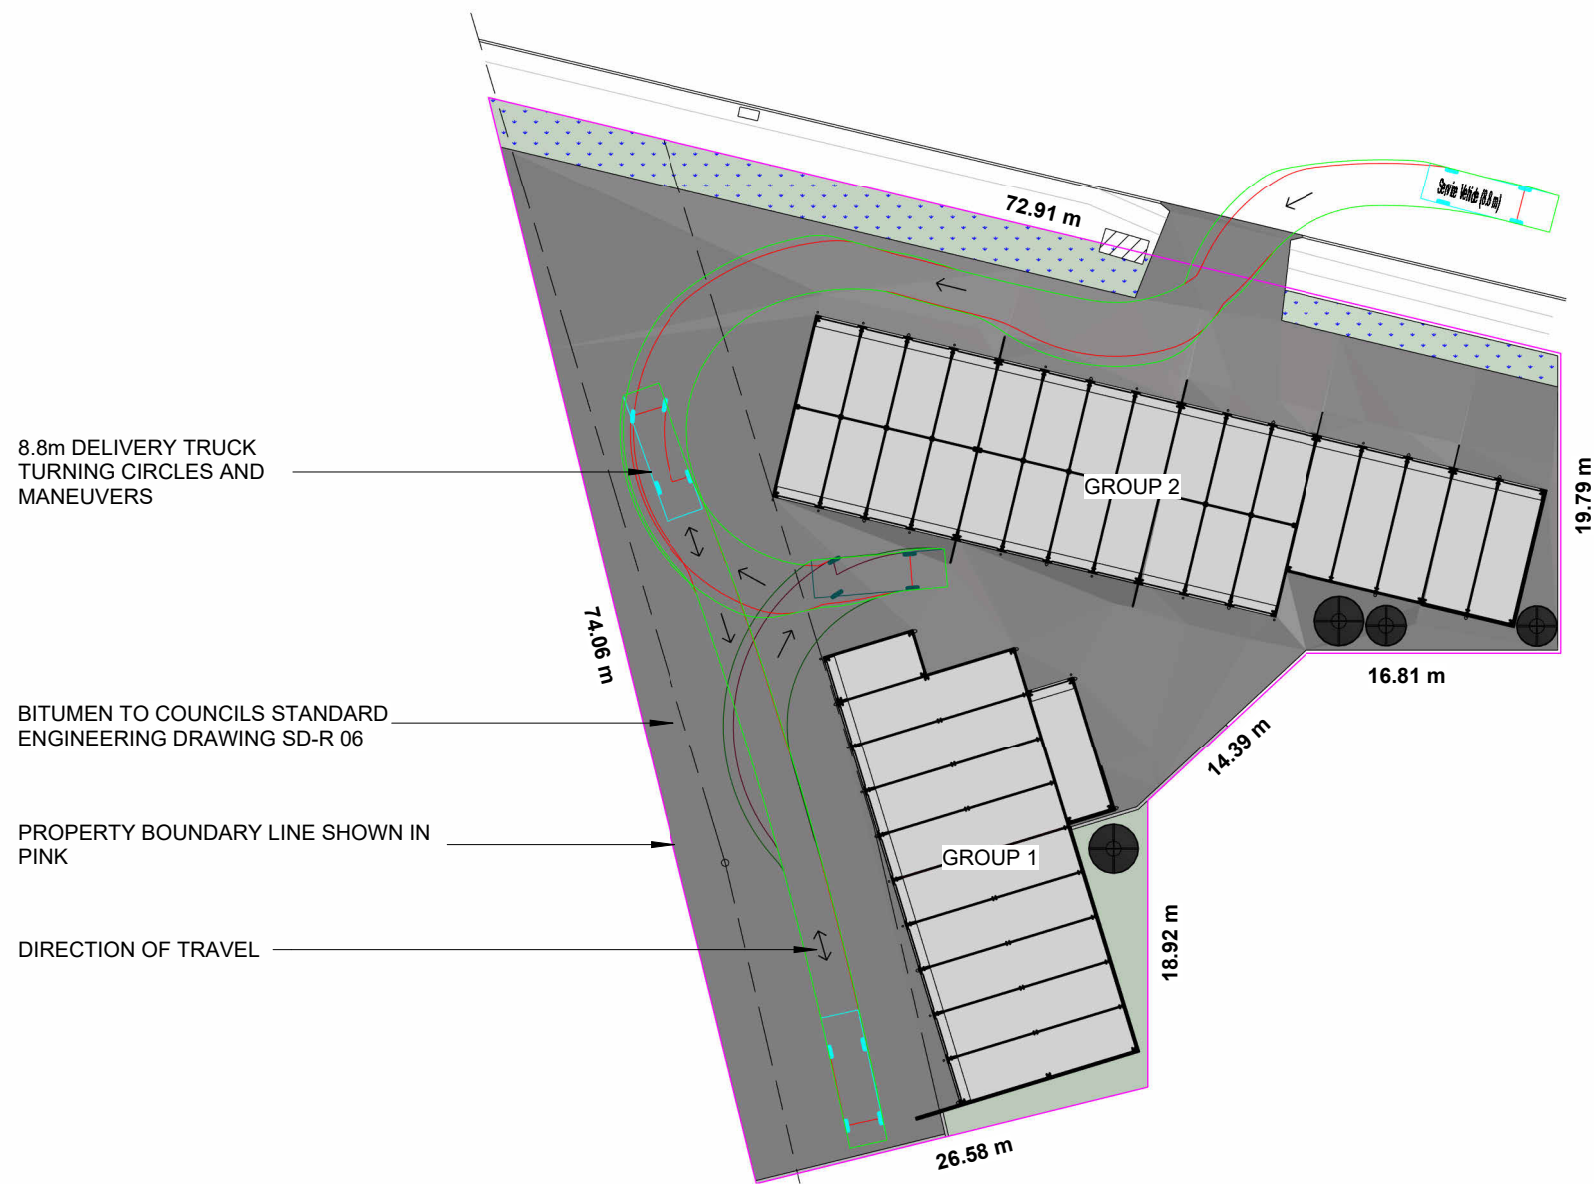 72.91 m
Service Vehicle (8.8 m)
8.8m DELIVERY TRUCK
TURNING CIRCLES AND
MANEUVERS
GROUP 2
19.79 m
74.06 m
16.81 m
BITUMEN TO COUNCILS STANDARD
ENGINEERING DRAWING SD-R 06
14.39 m
PROPERTY BOUNDARY LINE SHOWN IN
PINK
GROUP 1
18.92 m
DIRECTION OF TRAVEL
26.58 m